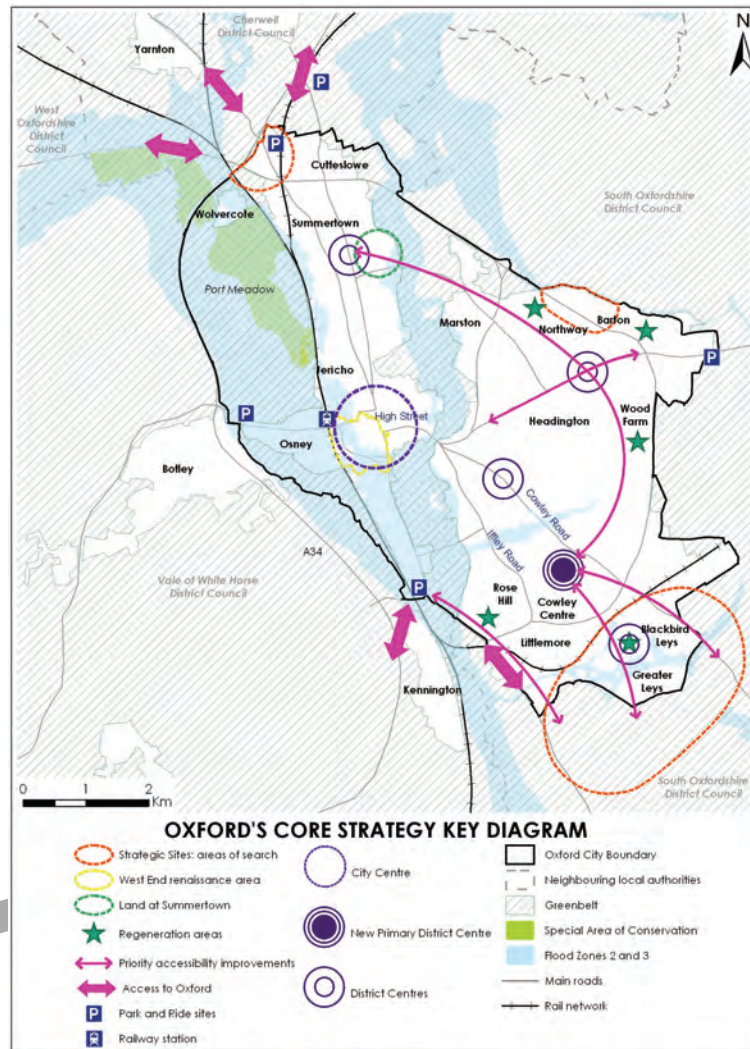 Cherwell
District Council
N
Yarnton
P
West
Oxfordshire
District
Council
P
Cutteslowe
South Oxfordshire
District Council
Wolvercote
Summertown
Port Meadow
Marston
Northway
Barton
P
Jericho
High Street
Headington
Wood
Farm
P
Osney
Botley
Cowley Road
Iffley Road
A34
Vale of White Horse
District Council
P
Rose
Hill
Cowley
Centre
Littlemore
Blackbird
Leys
Greater
Leys
Kennington
South Oxfordshire
District Council
0 1 2
Km
OXFORD'S CORE STRATEGY KEY DIAGRAM
Strategic Sites: areas of search
West End renaissance area
Land at Summertown
Regeneration areas
Priority accessibility improvements
Access to Oxford
P Park and Ride sites
Railway station
City Centre
New Primary District Centre
District Centres
Oxford City Boundary
Neighbouring local authorities
Greenbelt
Special Area of Conservation
Flood Zones 2 and 3
Main roads
Rail network